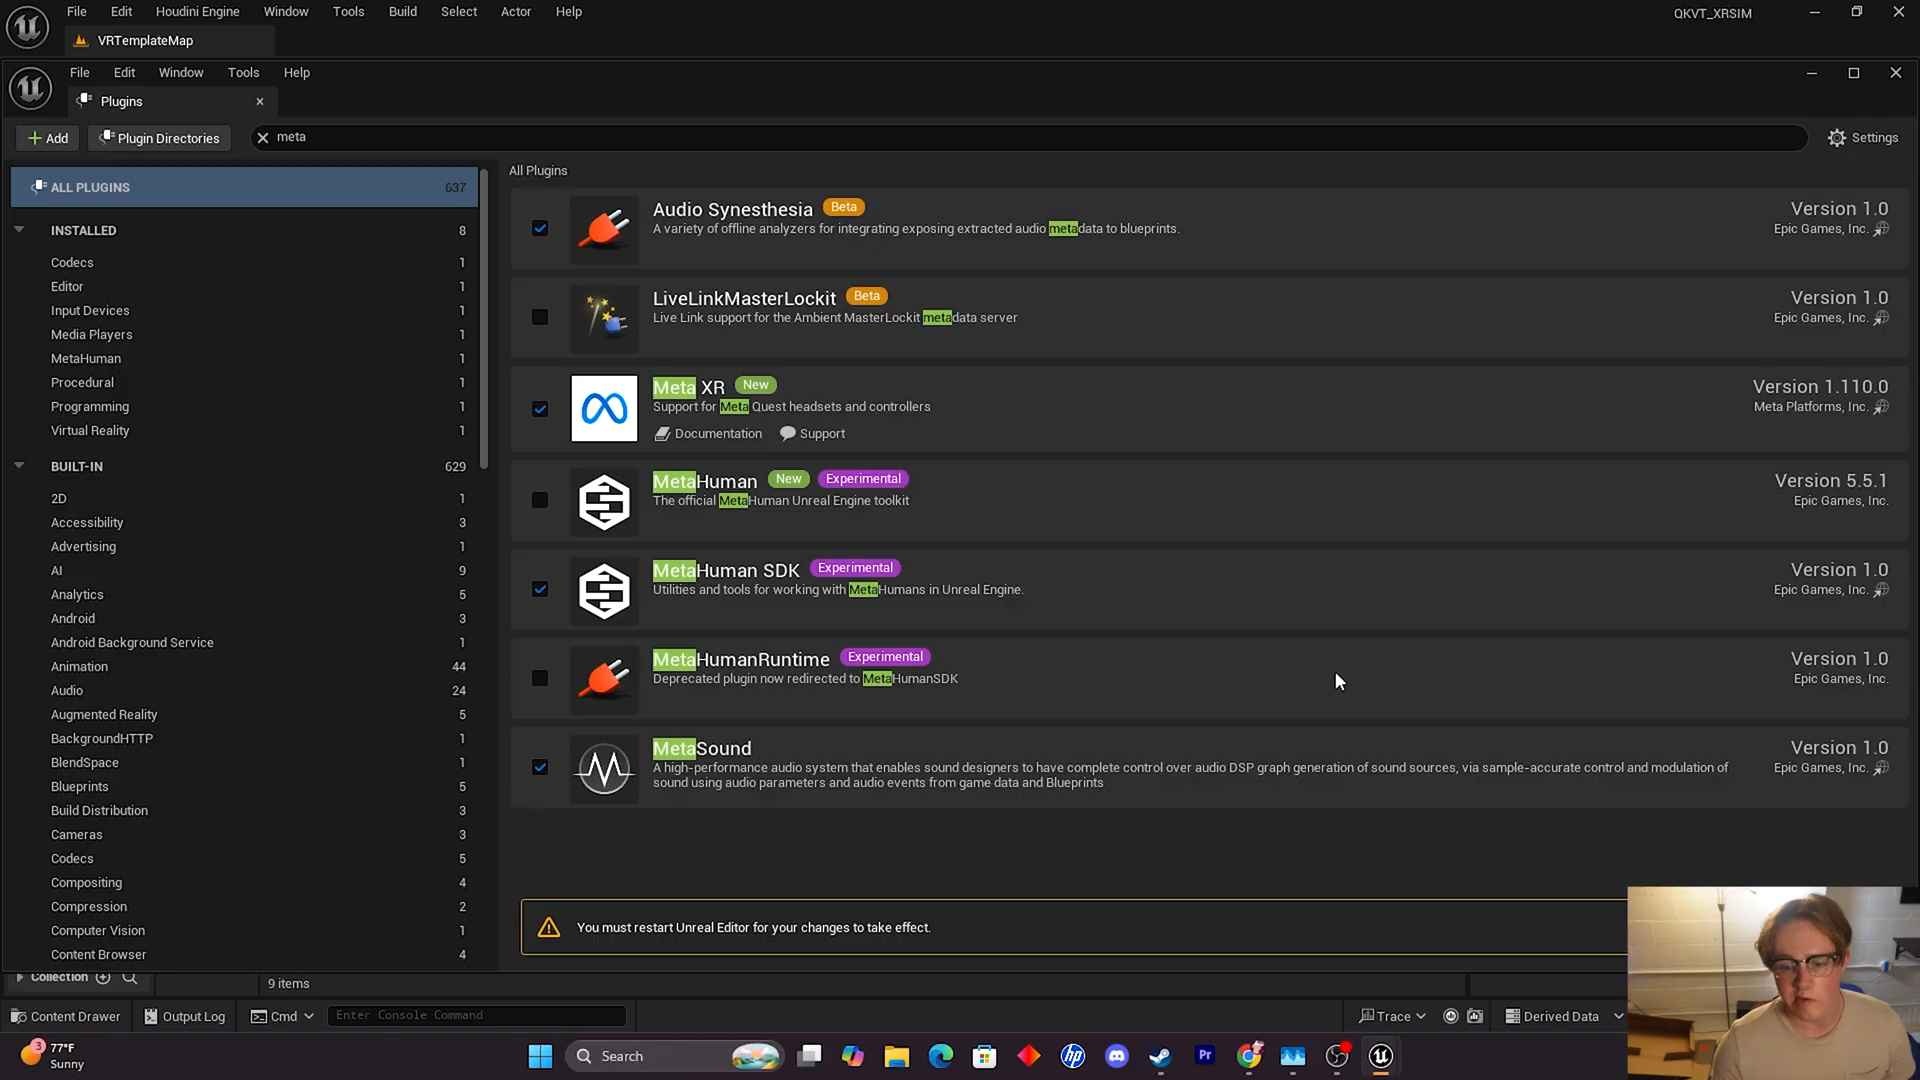 File Edit Houdini Engine Window Tools Build Select Actor Help
QKVT_XRSIM
VRTemplateMap
File Edit Window Tools Help
Plugins
Add
Plugin Directories
meta
Settings
ALL PLUGINS 637
INSTALLED 8
Codecs 1
Editor 1
Input Devices 1
Media Players 1
MetaHuman 1
Procedural 1
Programming 1
Virtual Reality 1
BUILT-IN 629
2D 1
Accessibility 3
Advertising 1
AI 9
Analytics 5
Android 3
Android Background Service 1
Animation 44
Audio 24
Augmented Reality 5
BackgroundHTTP 1
BlendSpace 1
Blueprints 5
Build Distribution 3
Cameras 3
Codecs 5
Compositing 4
Compression 2
Computer Vision 1
Content Browser 4
All Plugins
Audio Synesthesia Beta
A variety of offline analyzers for integrating exposing extracted audio metadata to blueprints.
Version 1.0
Epic Games, Inc.
LiveLinkMasterLockit Beta
Live Link support for the Ambient MasterLockit metadata server
Version 1.0
Epic Games, Inc.
Meta XR New
Support for Meta Quest headsets and controllers
Documentation Support
Version 1.110.0
Meta Platforms, Inc.
MetaHuman New Experimental
The official MetaHuman Unreal Engine toolkit
Version 5.5.1
Epic Games, Inc.
MetaHuman SDK Experimental
Utilities and tools for working with MetaHumans in Unreal Engine.
Version 1.0
Epic Games, Inc.
MetaHumanRuntime Experimental
Deprecated plugin now redirected to MetaHumanSDK
Version 1.0
Epic Games, Inc.
MetaSound
A high-performance audio system that enables sound designers to have complete control over audio DSP graph generation of sound sources, via sample-accurate control and modulation of
sound using audio parameters and audio events from game data and Blueprints
Version 1.0
Epic Games, Inc.
You must restart Unreal Editor for your changes to take effect.
Collection
9 items
Content Drawer
Output Log
Cmd
Enter Console Command
Trace
Derived Data
3
77°F
Sunny
Search
hp
Pr